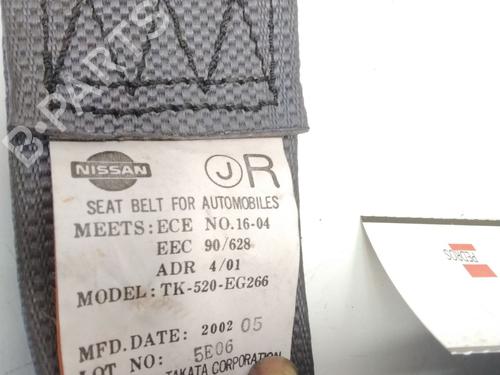 B-PARTS
NISSAN
J R
SEAT BELT FOR AUTOMOBILES
MEETS: ECE NO.16-04
EEC 90/628
ADR 4/01
MODEL: TK-520-EG266
MFD. DATE: 2002 05
LOT NO: 5E06
TAKATA CORPORATION
PEDROS